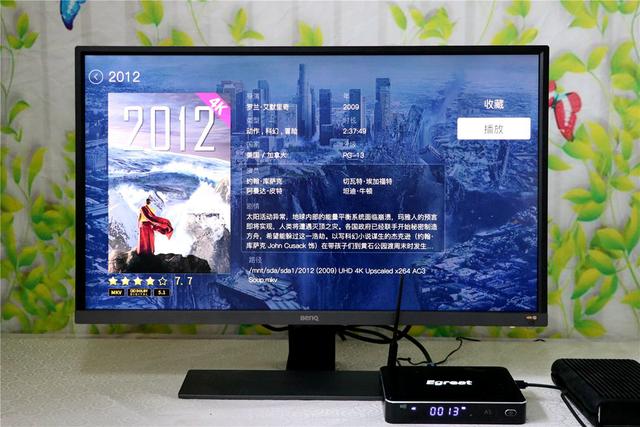 2012
4K
2012
导演
年
罗兰·艾默里奇
2009
类型
时长
动作,科幻,冒险
2:37:49
国家
美国 / 加拿大
PG-13
演员
约翰·库萨克
切瓦特·埃加福特
阿曼达·皮特
坦迪·牛顿
剧情
太阳活动异常,地球内部的能量平衡系统面临崩溃,玛雅人的预言
即将实现,人类将遭遇灭顶之灾。各国政府已经联手开始秘密制造
方舟,希望能躲过这一浩劫。以写科幻小说谋生的杰克逊(约翰·
库萨克 John Cusack 饰)在带孩子们到黄石公园渡周末时发生...
路径
/mnt/sda/sda1/2012 (2009) UHD 4K Upscaled x264 AC3
Soup.mkv
7.7
MKV
5.1
收藏
播放
BenQ
Egreat
0013